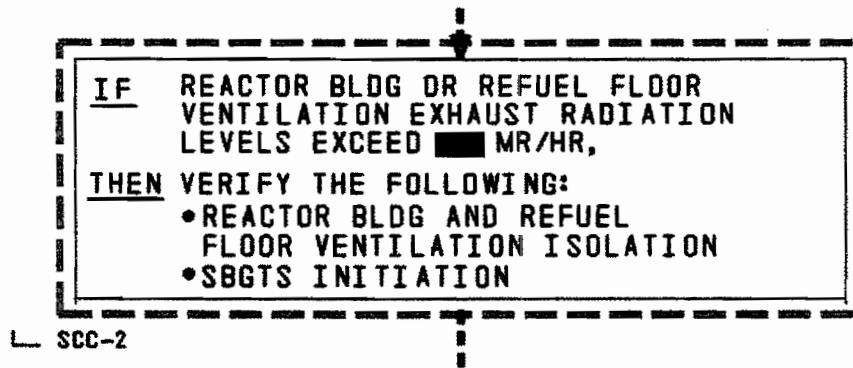 IF REACTOR BLDG OR REFUEL FLOOR
VENTILATION EXHAUST RADIATION
LEVELS EXCEED MR/HR,
THEN VERIFY THE FOLLOWING:
•REACTOR BLDG AND REFUEL
FLOOR VENTILATION ISOLATION
•SBGTS INITIATION
SCC-2